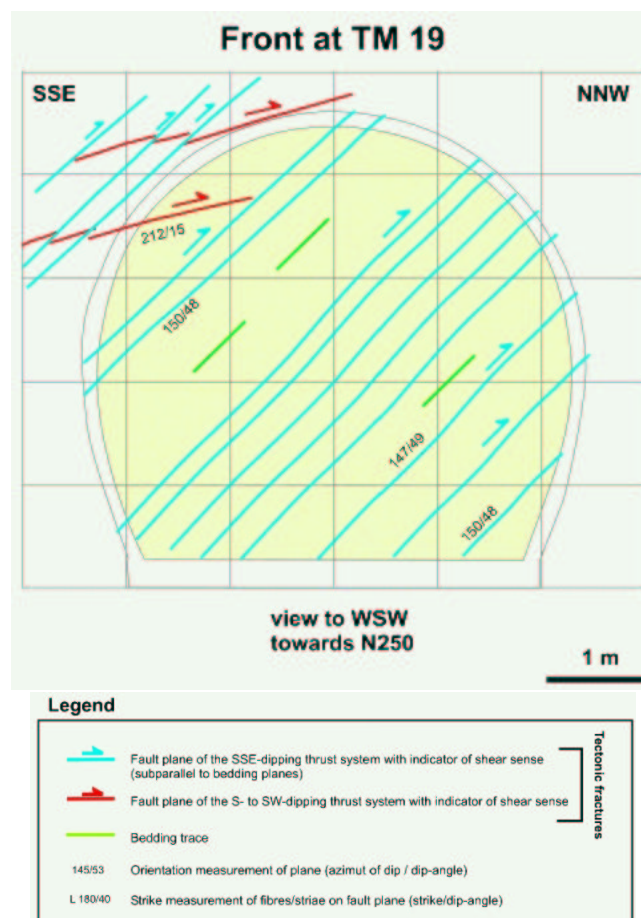 Front at TM 19
SSE
NNW
212/15
150/48
147/49
150/48
view to WSW
towards N250
1 m
Legend
Fault plane of the SSE-dipping thrust system with indicator of shear sense
(subparallel to bedding planes)
Fault plane of the S- to SW-dipping thrust system with indicator of shear sense
Tectonic fractures
Bedding trace
145/53 Orientation measurement of plane (azimut of dip / dip-angle)
L 180/40 Strike measurement of fibres/striae on fault plane (strike/dip-angle)